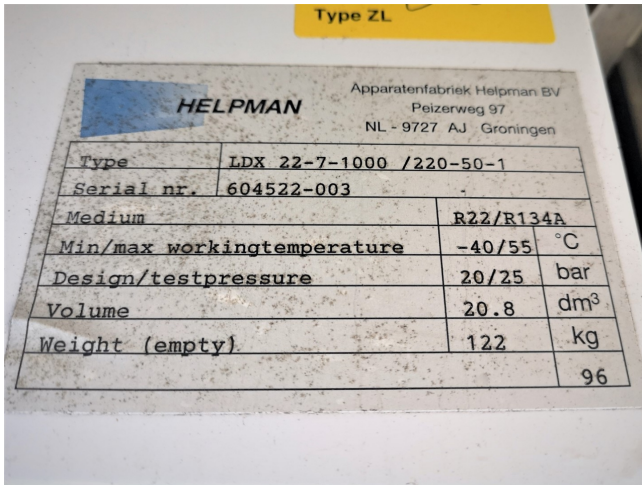 Type ZL
HELPMAN
Apparatenfabriek Helpman BV
Peizerweg 97
NL - 9727 AJ Groningen
Type LDX 22-7-1000 /220-50-1
Serial nr. 604522-003
Medium R22/R134A
Min/max workingtemperature -40/55 °C
Design/testpressure 20/25 bar
Volume 20.8 dm³
Weight (empty) 122 kg
96